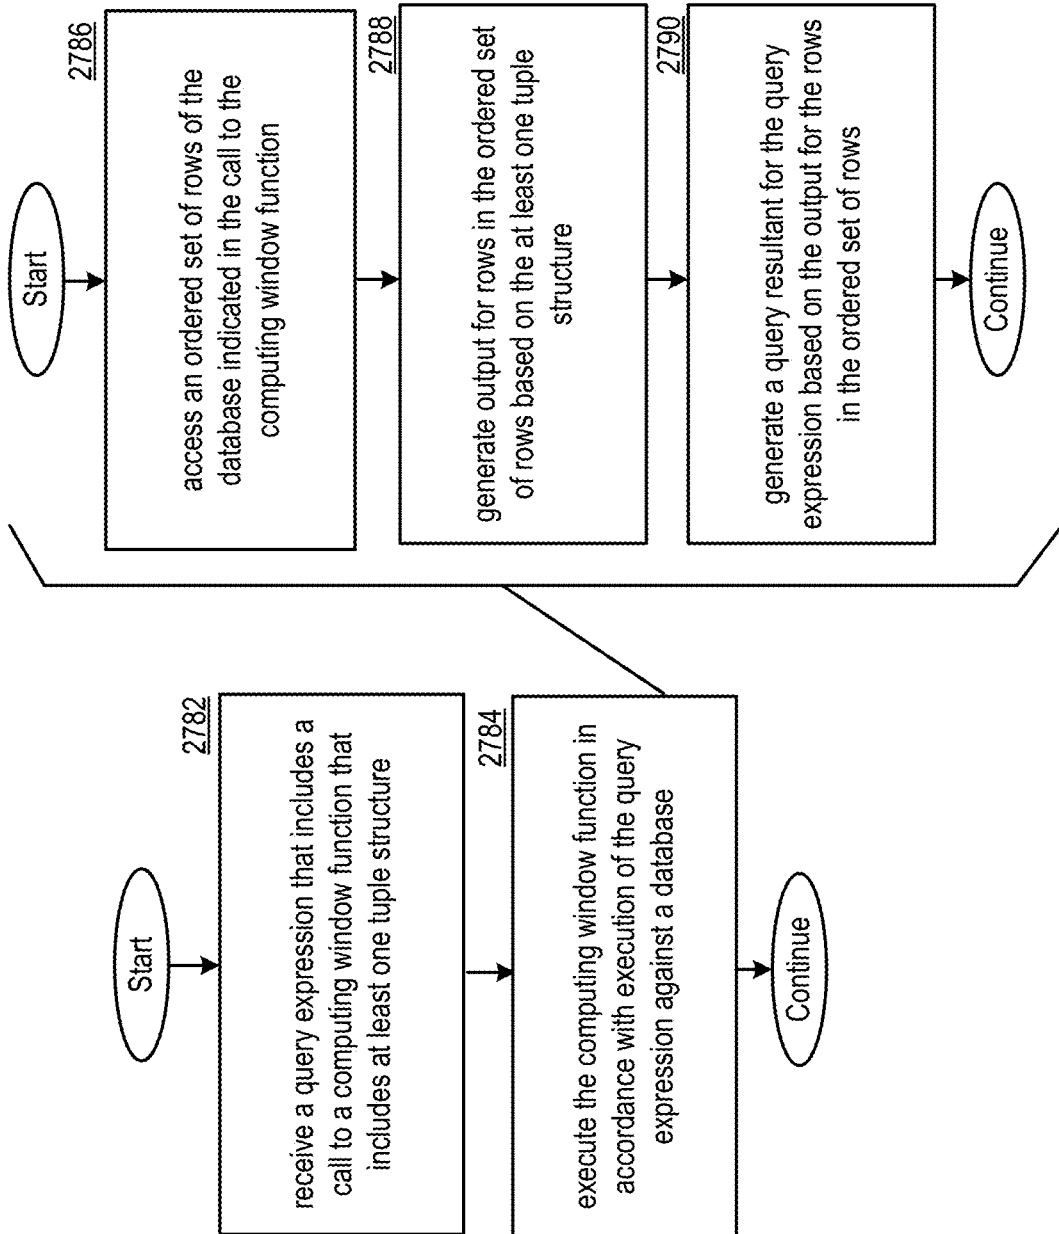 Start
2782
receive a query expression that includes a
call to a computing window function that
includes at least one tuple structure
2784
execute the computing window function in
accordance with execution of the query
expression against a database
Continue
Start
2786
access an ordered set of rows of the
database indicated in the call to the
computing window function
2788
generate output for rows in the ordered set
of rows based on the at least one tuple
structure
2790
generate a query resultant for the query
expression based on the output for the rows
in the ordered set of rows
Continue